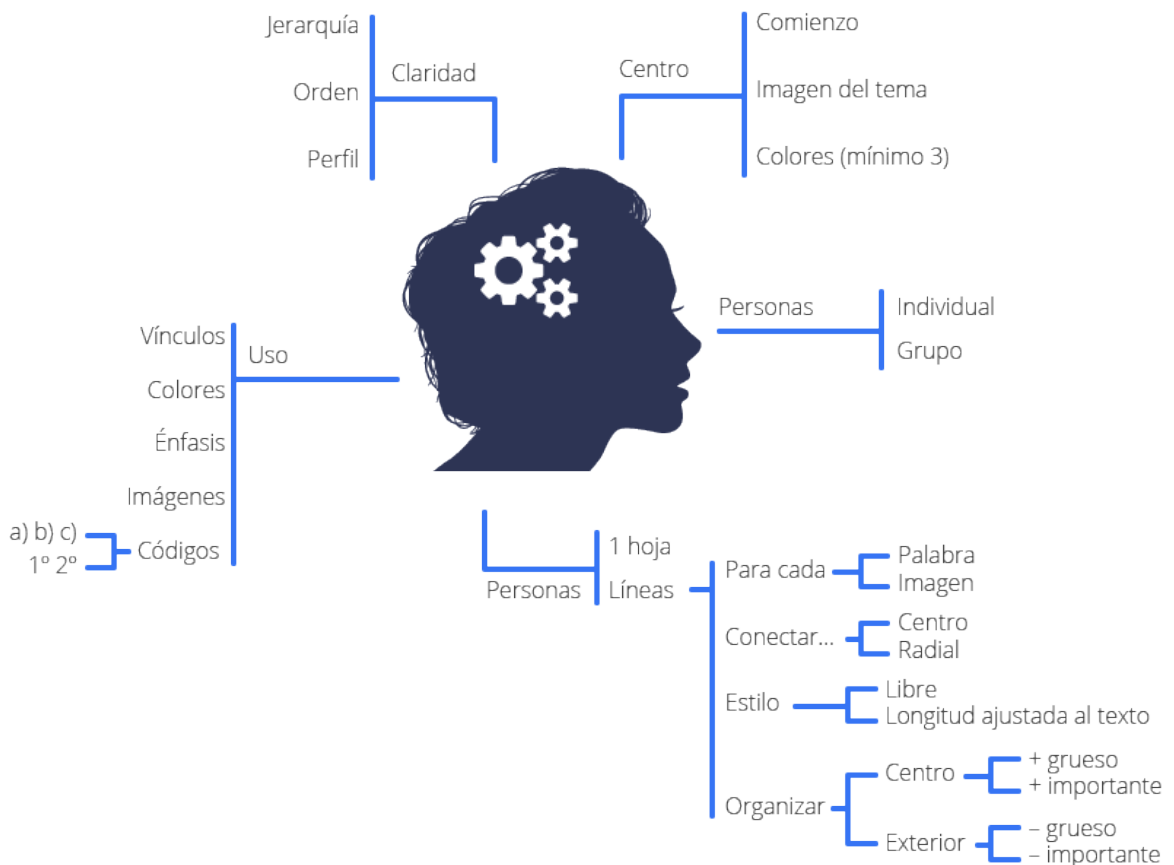 Jerarquía
Claridad
Orden
Perfil
Centro
Comienzo
Imagen del tema
Colores (mínimo 3)
Personas
Individual
Grupo
Vínculos
Uso
Colores
Énfasis
Imágenes
Códigos
a) b) c)
1º 2º
Personas
1 hoja
Líneas
Para cada
Palabra
Imagen
Conectar...
Centro
Radial
Estilo
Libre
Longitud ajustada al texto
Organizar
Centro
+ grueso
+ importante
Exterior
– grueso
– importante